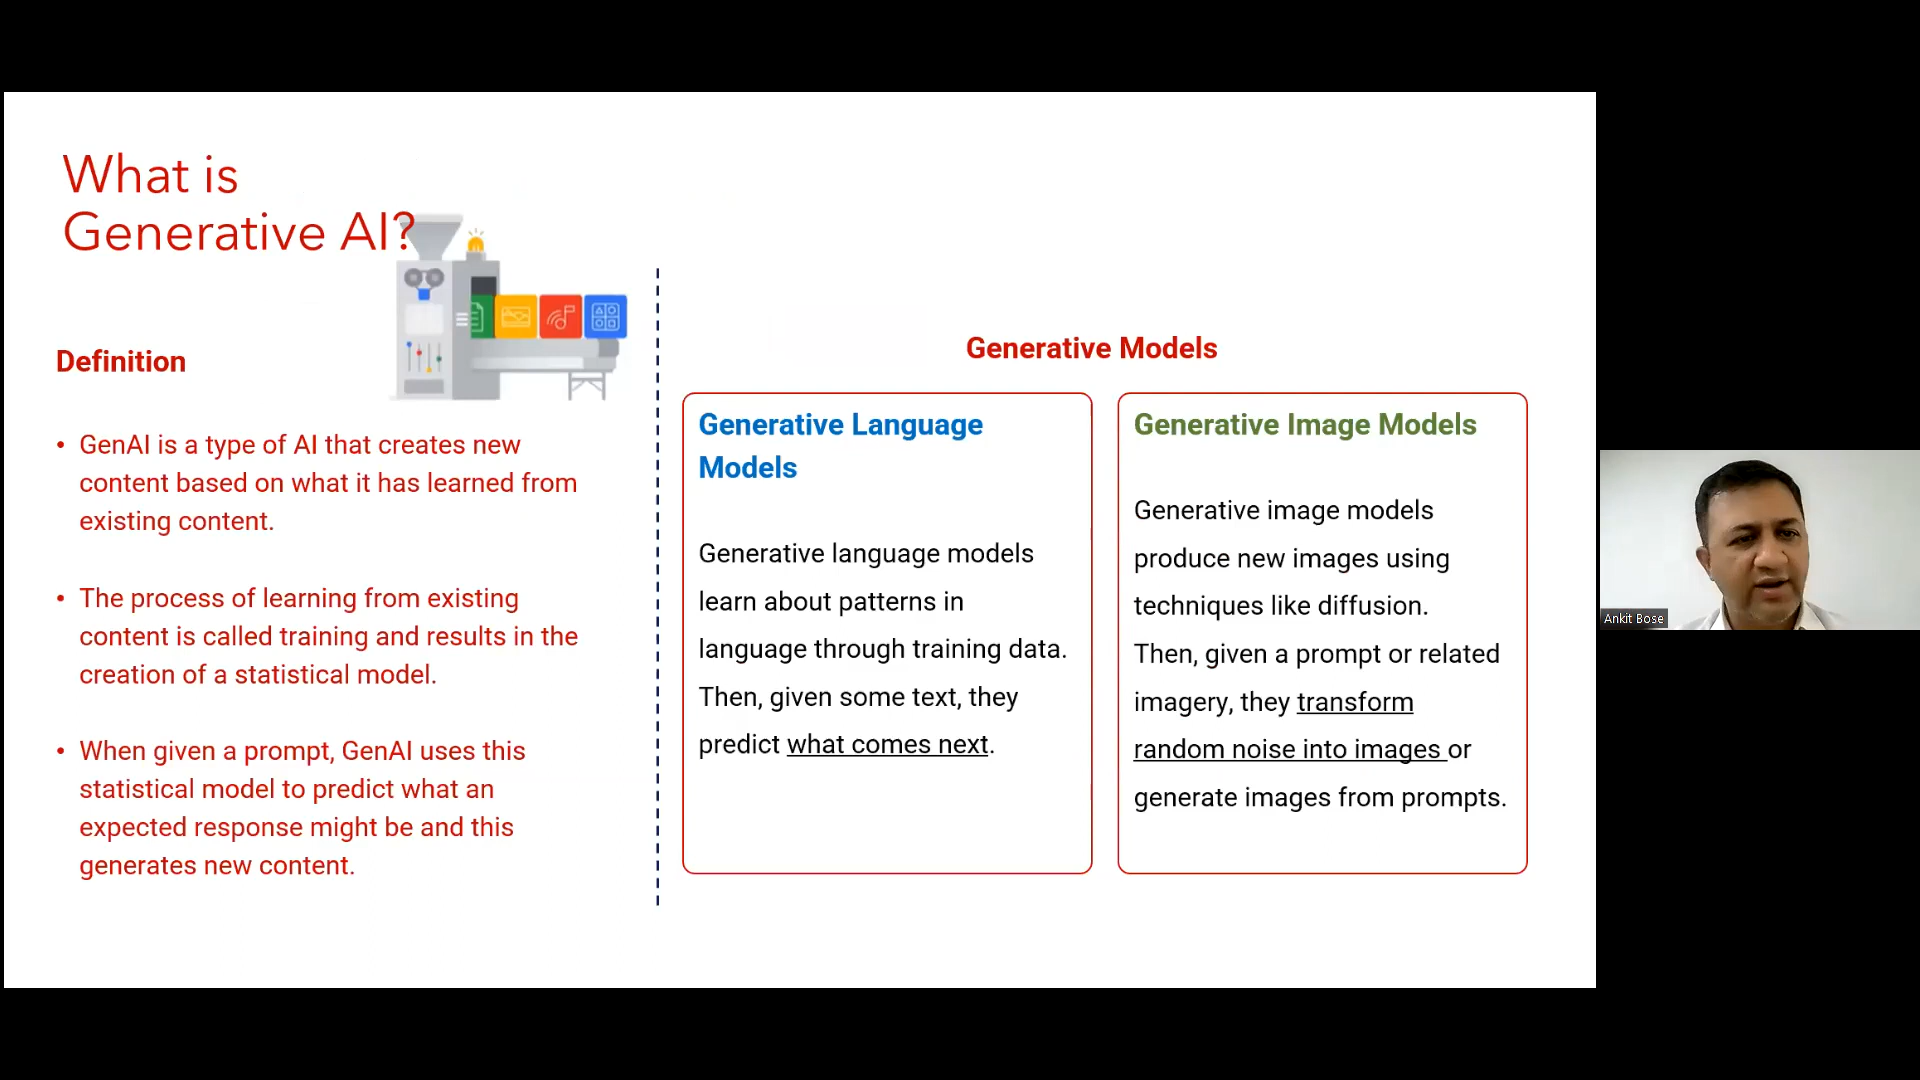 What is
Generative AI?
Definition
• GenAI is a type of AI that creates new
content based on what it has learned from
existing content.
• The process of learning from existing
content is called training and results in the
creation of a statistical model.
• When given a prompt, GenAI uses this
statistical model to predict what an
expected response might be and this
generates new content.
Generative Models
Generative Language
Models
Generative language models
learn about patterns in
language through training data.
Then, given some text, they
predict what comes next.
Generative Image Models
Generative image models
produce new images using
techniques like diffusion.
Then, given a prompt or related
imagery, they transform
random noise into images or
generate images from prompts.
Ankit Bose